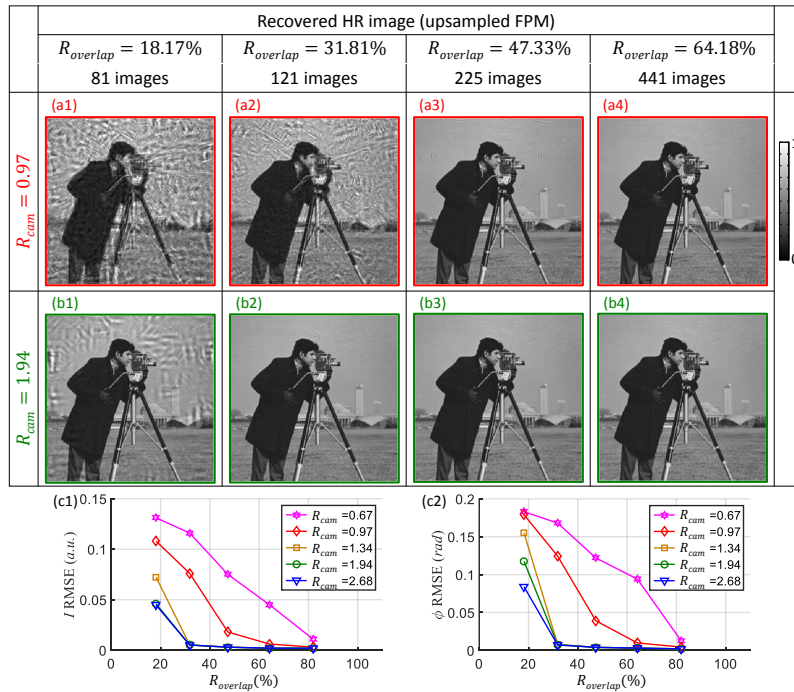 Recovered HR image (upsampled FPM)
R_overlap = 18.17% R_overlap = 31.81% R_overlap = 47.33% R_overlap = 64.18%
81 images 121 images 225 images 441 images
R_cam = 0.97
(a1) (a2) (a3) (a4)
1
0
R_cam = 1.94
(b1) (b2) (b3) (b4)
(c1)
I RMSE (a.u.)
0.15
0.1
0.05
0
R_cam =0.67
R_cam =0.97
R_cam =1.34
R_cam =1.94
R_cam =2.68
0 20 40 60 80 100
R_overlap(%)
(c2)
ϕ RMSE (rad)
0.2
0.15
0.1
0.05
0
R_cam =0.67
R_cam =0.97
R_cam =1.34
R_cam =1.94
R_cam =2.68
0 20 40 60 80 100
R_overlap(%)